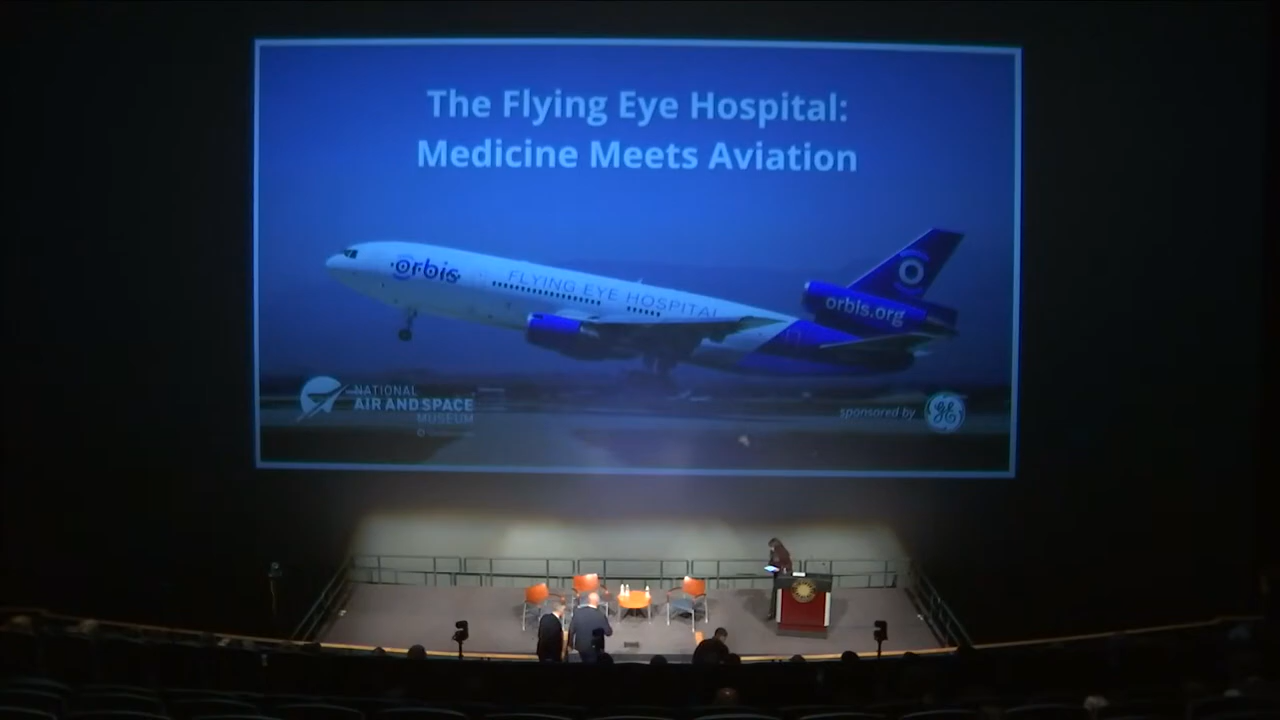 The Flying Eye Hospital:
Medicine Meets Aviation
orbis
FLYING EYE HOSPITAL
orbis.org
NATIONAL
AIR AND SPACE
MUSEUM
sponsored by
GE